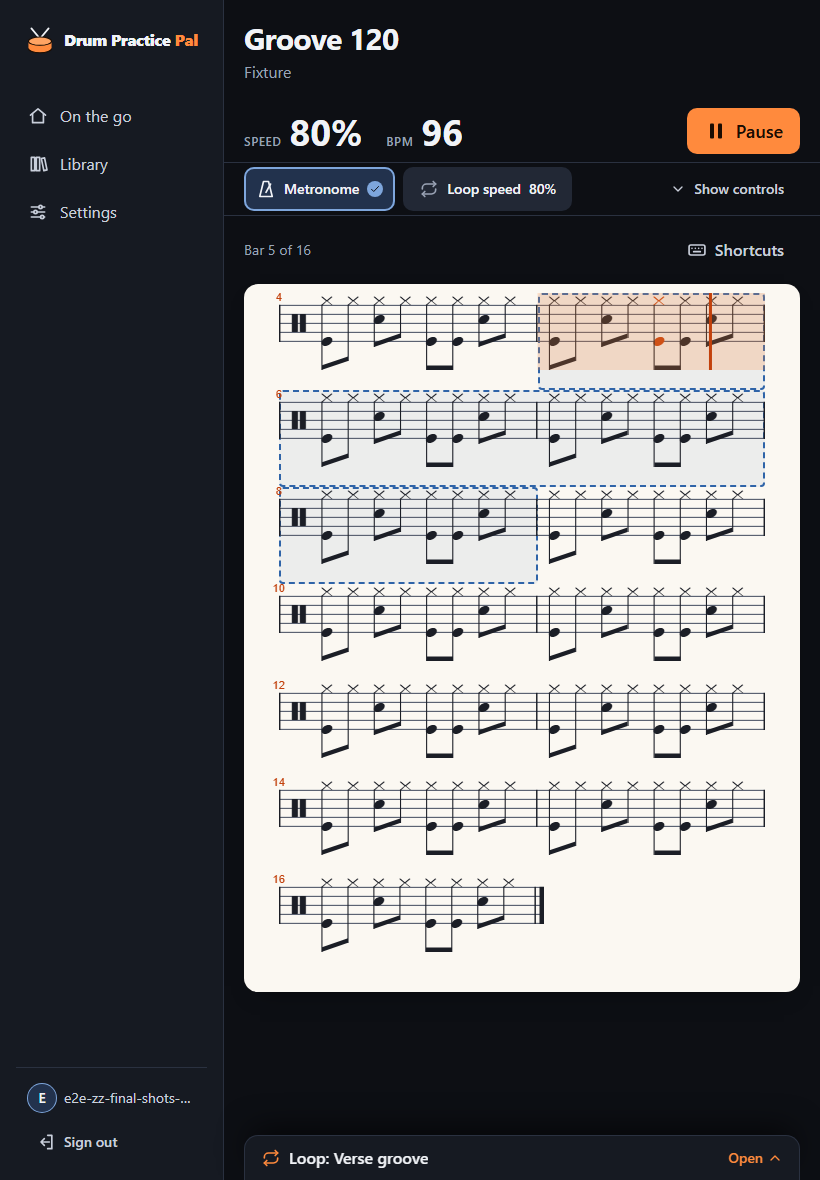 Drum Practice Pal
On the go
Library
Settings
E e2e-zz-final-shots-...
Sign out
Groove 120
Fixture
SPEED 80% BPM 96
Pause
Metronome
Loop speed 80%
Show controls
Bar 5 of 16
Shortcuts
4
6
8
10
12
14
16
Loop: Verse groove
Open